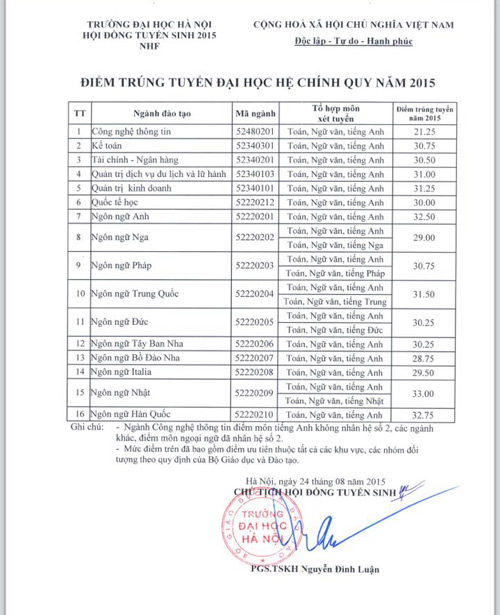 TRƯỜNG ĐẠI HỌC HÀ NỘI
HỘI ĐỒNG TUYỂN SINH 2015
NHF
CỘNG HOÀ XÃ HỘI CHỦ NGHĨA VIỆT NAM
Độc lập - Tự do - Hạnh phúc
ĐIỂM TRÚNG TUYỂN ĐẠI HỌC HỆ CHÍNH QUY NĂM 2015
TT Ngành đào tạo Mã ngành Tổ hợp môn xét tuyển Điểm trúng tuyển năm 2015
1 Công nghệ thông tin 52480201 Toán, Ngữ văn, tiếng Anh 21.25
2 Kế toán 52340301 Toán, Ngữ văn, tiếng Anh 30.75
3 Tài chính - Ngân hàng 52340201 Toán, Ngữ văn, tiếng Anh 30.50
4 Quản trị dịch vụ du lịch và lữ hành 52340103 Toán, Ngữ văn, tiếng Anh 31.00
5 Quản trị kinh doanh 52340101 Toán, Ngữ văn, tiếng Anh 31.25
6 Quốc tế học 52220212 Toán, Ngữ văn, tiếng Anh 30.00
7 Ngôn ngữ Anh 52220201 Toán, Ngữ văn, tiếng Anh 32.50
8 Ngôn ngữ Nga 52220202 Toán, Ngữ văn, tiếng Anh 29.00
Toán, Ngữ văn, tiếng Nga
9 Ngôn ngữ Pháp 52220203 Toán, Ngữ văn, tiếng Anh 30.75
Toán, Ngữ văn, tiếng Pháp
10 Ngôn ngữ Trung Quốc 52220204 Toán, Ngữ văn, tiếng Anh 31.50
Toán, Ngữ văn, tiếng Trung
11 Ngôn ngữ Đức 52220205 Toán, Ngữ văn, tiếng Anh 30.25
Toán, Ngữ văn, tiếng Đức
12 Ngôn ngữ Tây Ban Nha 52220206 Toán, Ngữ văn, tiếng Anh 30.25
13 Ngôn ngữ Bồ Đào Nha 52220207 Toán, Ngữ văn, tiếng Anh 28.75
14 Ngôn ngữ Italia 52220208 Toán, Ngữ văn, tiếng Anh 29.50
15 Ngôn ngữ Nhật 52220209 Toán, Ngữ văn, tiếng Anh 33.00
Toán, Ngữ văn, tiếng Nhật
16 Ngôn ngữ Hàn Quốc 52220210 Toán, Ngữ văn, tiếng Anh 32.75
Ghi chú: - Ngành Công nghệ thông tin điểm môn tiếng Anh không nhân hệ số 2, các ngành
khác, điểm môn ngoại ngữ đã nhân hệ số 2.
- Mức điểm trên đã bao gồm điểm ưu tiên thuộc tất cả các khu vực, các nhóm đối
tượng theo quy định của Bộ Giáo dục và Đào tạo.
Hà Nội, ngày 24 tháng 08 năm 2015
CHỦ TỊCH HỘI ĐỒNG TUYỂN SINH
BỘ GIÁO DỤC VÀ ĐÀO TẠO
TRƯỜNG
ĐẠI HỌC
HÀ NỘI
PGS.TSKH Nguyễn Đình Luận